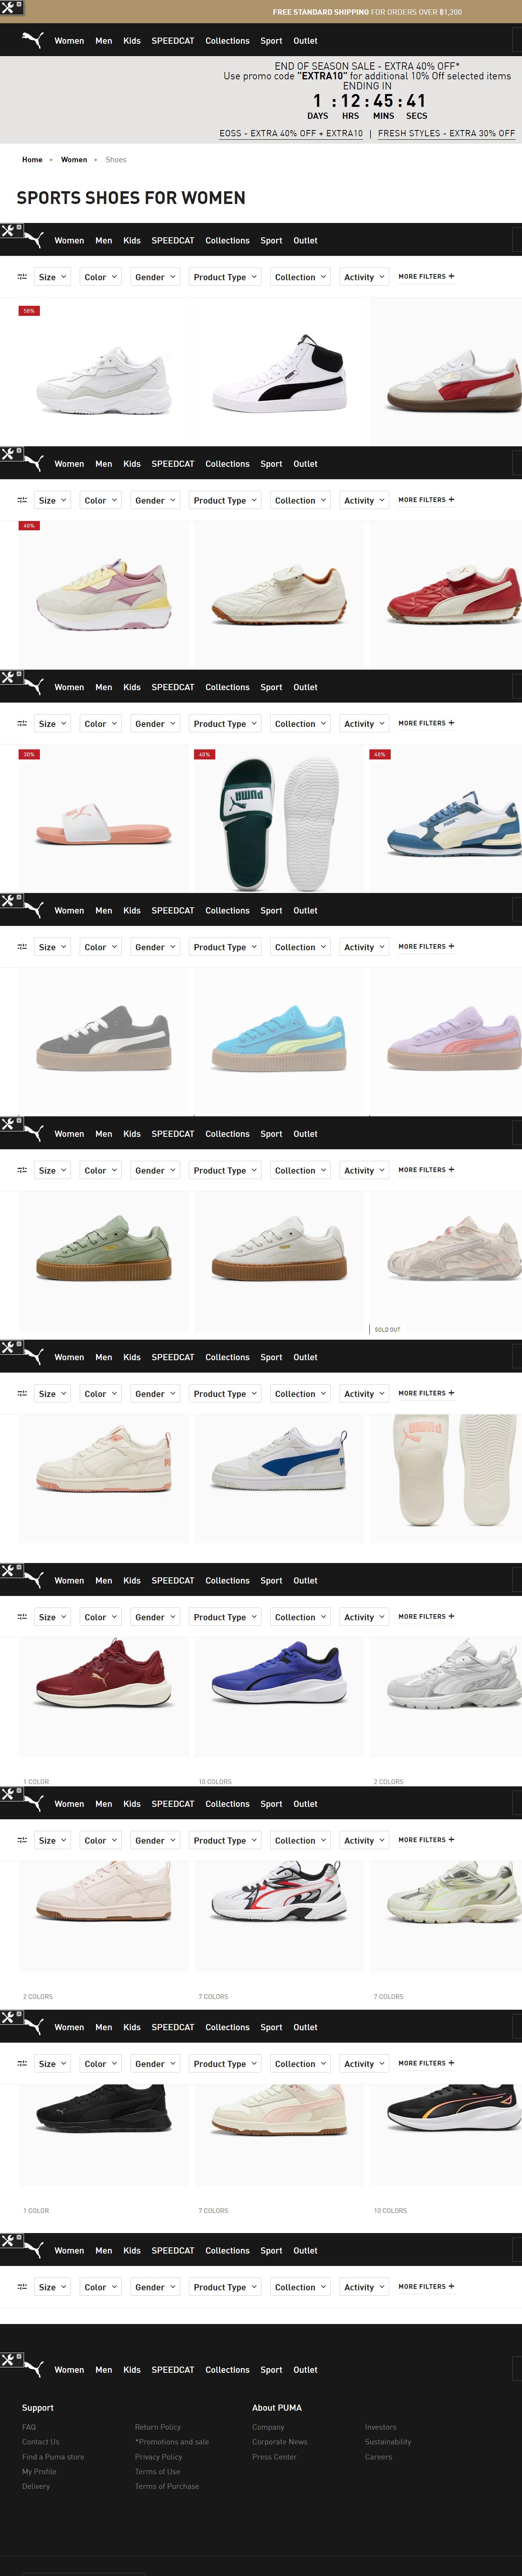 FREE STANDARD SHIPPING FOR ORDERS OVER ฿1,200
Women Men Kids SPEEDCAT Collections Sport Outlet
END OF SEASON SALE - EXTRA 40% OFF*
Use promo code "EXTRA10" for additional 10% Off selected items
ENDING IN
1 : 12 : 45 : 41
DAYS HRS MINS SECS
EOSS - EXTRA 40% OFF + EXTRA10 | FRESH STYLES - EXTRA 30% OFF
Home • Women • Shoes
SPORTS SHOES FOR WOMEN
Women Men Kids SPEEDCAT Collections Sport Outlet
Size Color Gender Product Type Collection Activity MORE FILTERS +
50%
Women Men Kids SPEEDCAT Collections Sport Outlet
Size Color Gender Product Type Collection Activity MORE FILTERS +
40%
Women Men Kids SPEEDCAT Collections Sport Outlet
Size Color Gender Product Type Collection Activity MORE FILTERS +
30% 40% 40%
PUMA
Women Men Kids SPEEDCAT Collections Sport Outlet
Size Color Gender Product Type Collection Activity MORE FILTERS +
Women Men Kids SPEEDCAT Collections Sport Outlet
Size Color Gender Product Type Collection Activity MORE FILTERS +
SOLD OUT
Women Men Kids SPEEDCAT Collections Sport Outlet
Size Color Gender Product Type Collection Activity MORE FILTERS +
PUMA
Women Men Kids SPEEDCAT Collections Sport Outlet
Size Color Gender Product Type Collection Activity MORE FILTERS +
1 COLOR 10 COLORS 2 COLORS
Women Men Kids SPEEDCAT Collections Sport Outlet
Size Color Gender Product Type Collection Activity MORE FILTERS +
2 COLORS 7 COLORS 7 COLORS
Women Men Kids SPEEDCAT Collections Sport Outlet
Size Color Gender Product Type Collection Activity MORE FILTERS +
1 COLOR 7 COLORS 10 COLORS
Women Men Kids SPEEDCAT Collections Sport Outlet
Size Color Gender Product Type Collection Activity MORE FILTERS +
Women Men Kids SPEEDCAT Collections Sport Outlet
Support About PUMA
FAQ Return Policy Company Investors
Contact Us *Promotions and sale Corporate News Sustainability
Find a Puma store Privacy Policy Press Center Careers
My Profile Terms of Use
Delivery Terms of Purchase